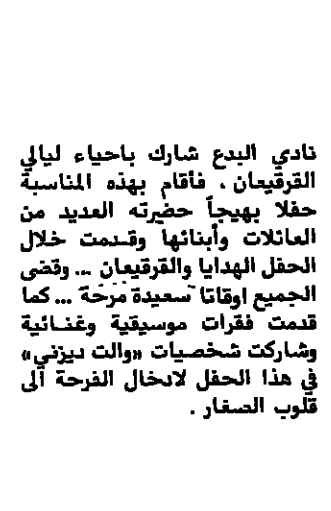 نادي البدع شارك باحياء ليالي
القرقيعان ، فأقام بهذه المناسبة
حفلا بهيجاً حضرته العديد من
العائلات وأبنائها وقدمت خلال
الحفل الهدايا والقرقيعان ... وقضى
الجميع اوقاتا سعيدة مرحة ... كما
قدمت فقرات موسيقية وغنائية
وشاركت شخصيات «والت ديزني»
في هذا الحفل لادخال الفرحة الى
قلوب الصغار .